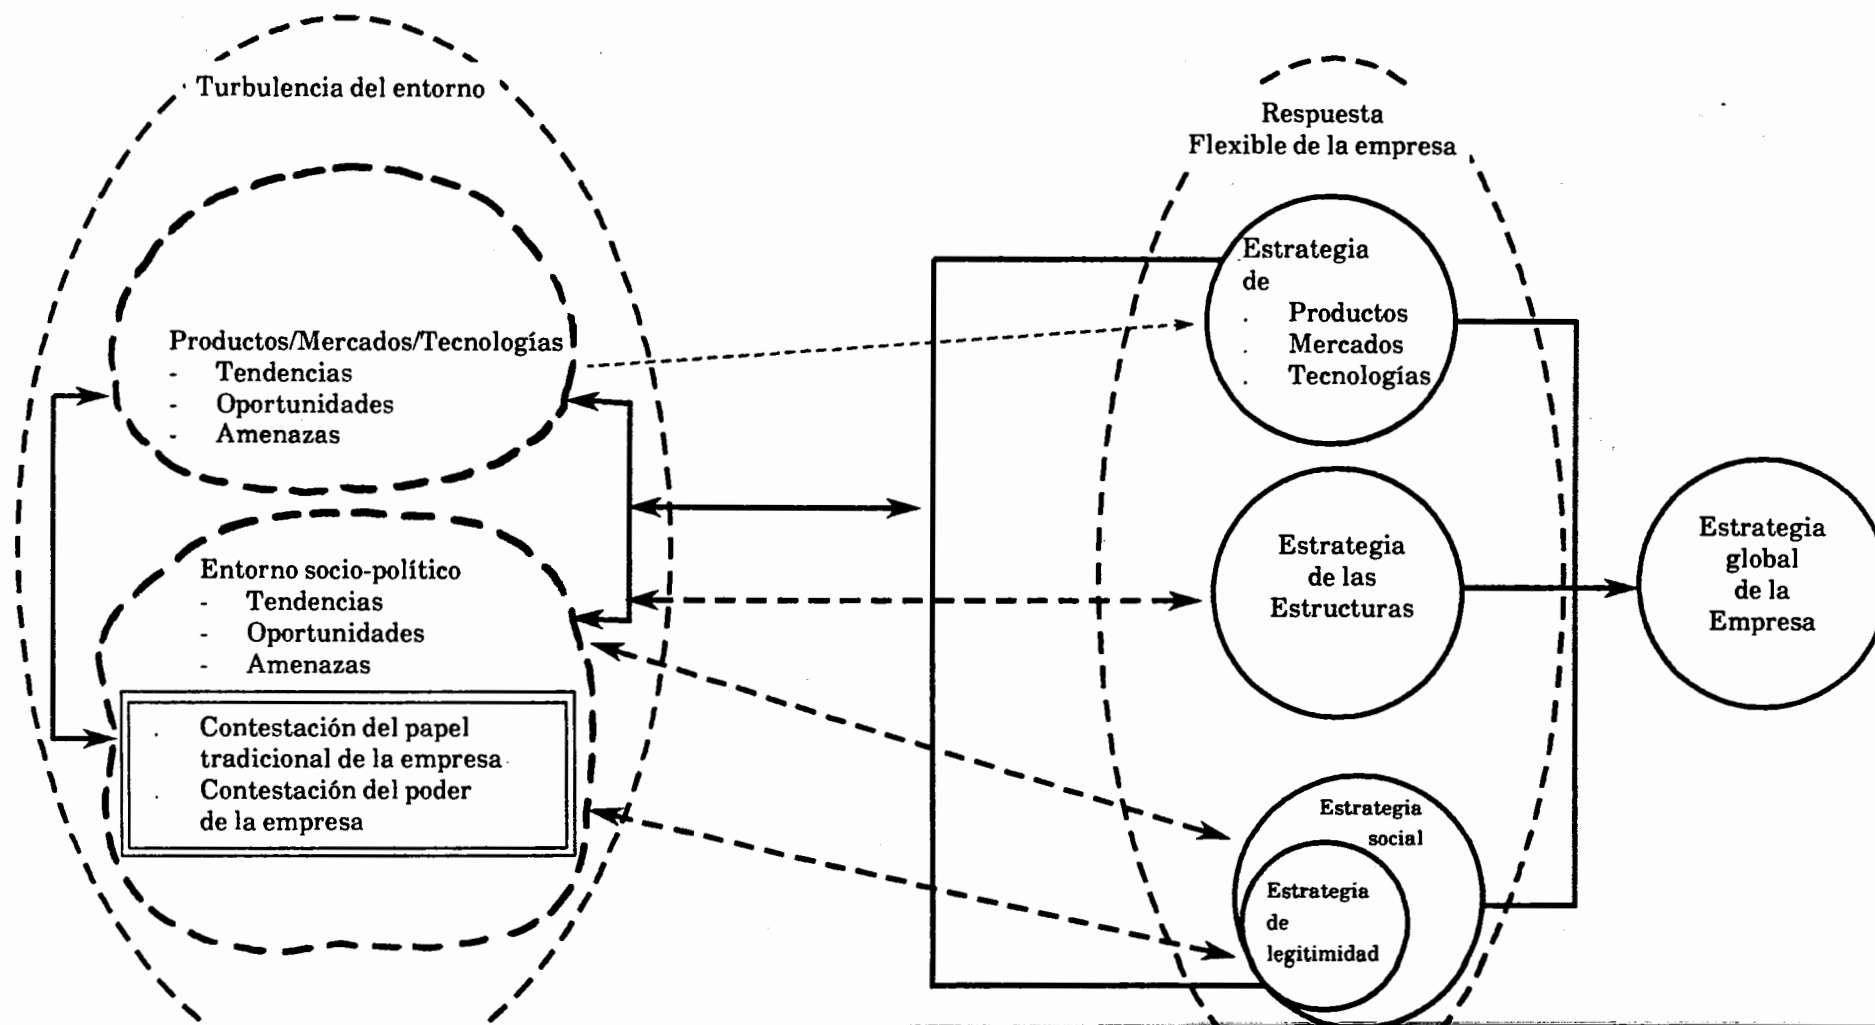 Turbulencia del entorno
Productos/Mercados/Tecnologías
- Tendencias
- Oportunidades
- Amenazas
Entorno socio-político
- Tendencias
- Oportunidades
- Amenazas
. Contestación del papel
tradicional de la empresa
. Contestación del poder
de la empresa
Respuesta
Flexible de la empresa
Estrategia
de
. Productos
. Mercados
. Tecnologías
Estrategia
de las
Estructuras
Estrategia
social
Estrategia
de
legitimidad
Estrategia
global
de la
Empresa